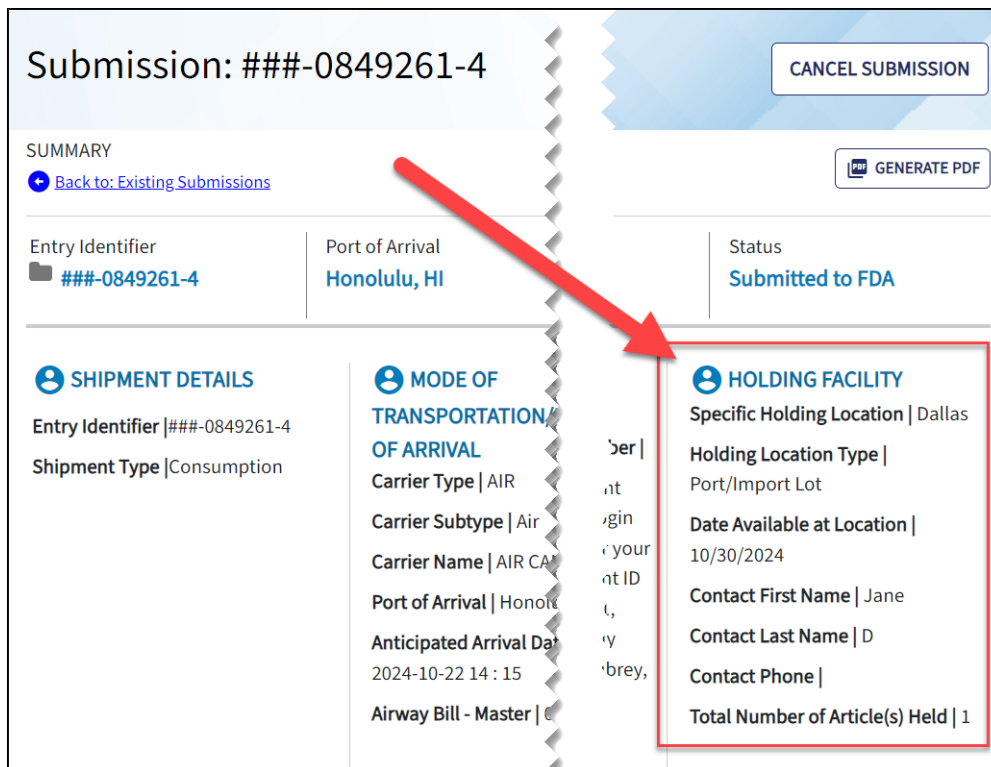 Submission: ###-0849261-4
CANCEL SUBMISSION
SUMMARY
Back to: Existing Submissions
GENERATE PDF
Entry Identifier
###-0849261-4
Port of Arrival
Honolulu, HI
Status
Submitted to FDA
SHIPMENT DETAILS
Entry Identifier |###-0849261-4
Shipment Type |Consumption
MODE OF
TRANSPORTATION/
OF ARRIVAL
Carrier Type | AIR
Carrier Subtype | Air
Carrier Name | AIR
Port of Arrival |
Anticipated Arrival
2024-10-22 14 : 15
Airway Bill - Master |
your
ID
HOLDING FACILITY
Specific Holding Location | Dallas
Holding Location Type |
Port/Import Lot
Date Available at Location |
10/30/2024
Contact First Name | Jane
Contact Last Name | D
Contact Phone |
Total Number of Article(s) Held | 1